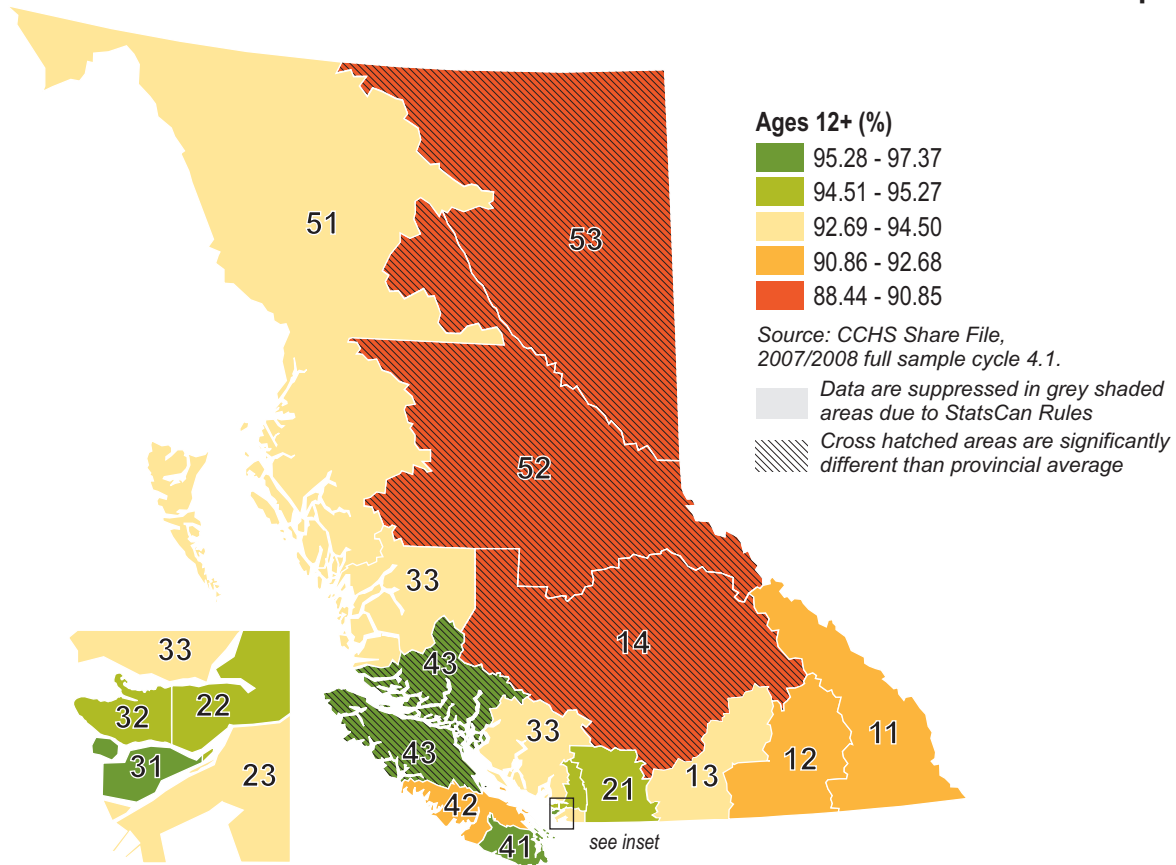 Ages 12+ (%)
95.28 - 97.37
94.51 - 95.27
92.69 - 94.50
90.86 - 92.68
88.44 - 90.85
Source: CCHS Share File,
2007/2008 full sample cycle 4.1.
Data are suppressed in grey shaded
areas due to StatsCan Rules
Cross hatched areas are significantly
different than provincial average
51
53
52
33
14
43
33
11
12
13
21
43
42
41
see inset
33
32
22
31
23